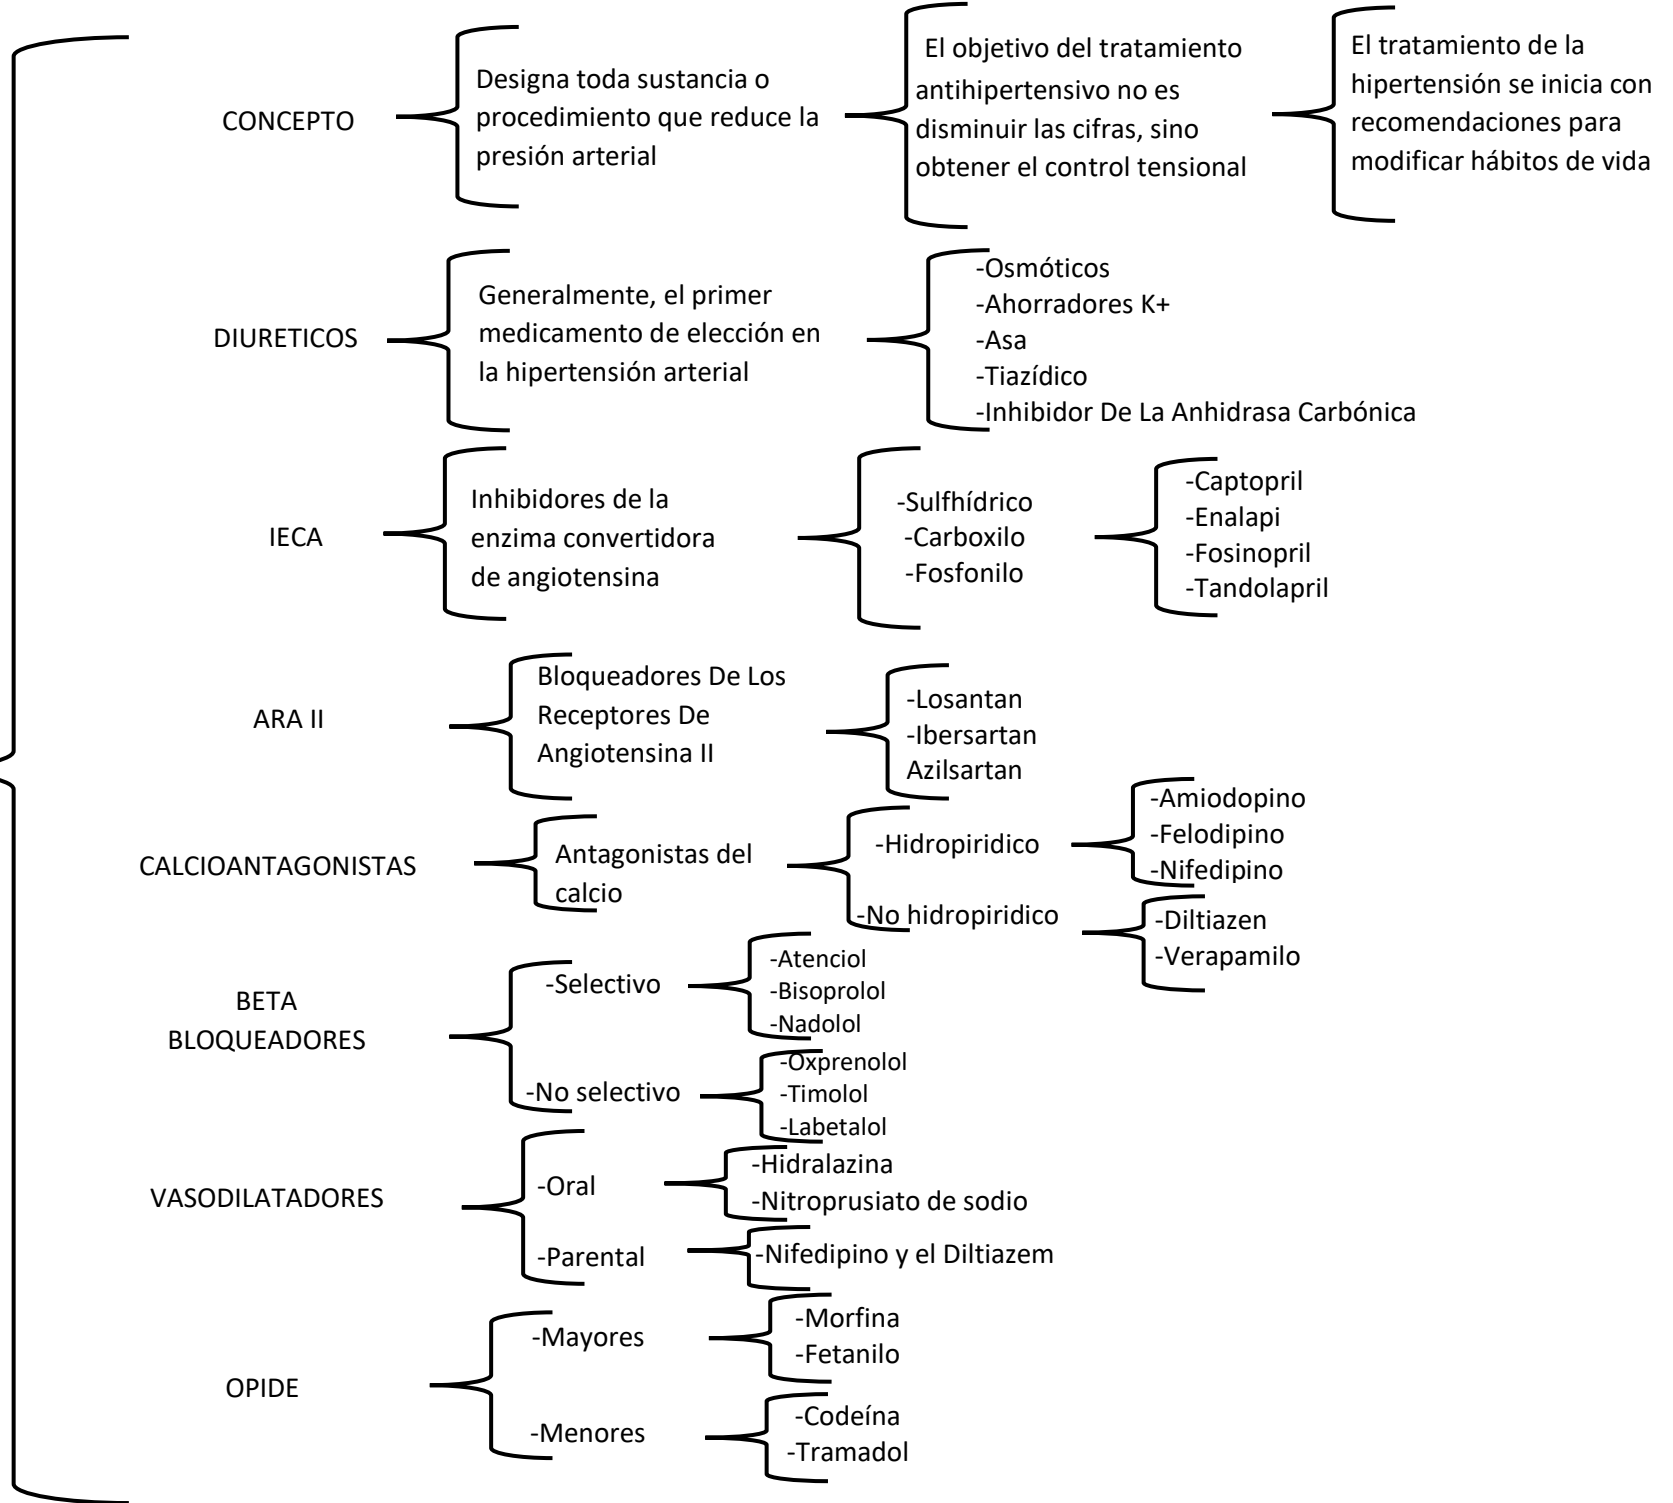 CONCEPTO
Designa toda sustancia o
procedimiento que reduce la
presión arterial
El objetivo del tratamiento
antihipertensivo no es
disminuir las cifras, sino
obtener el control tensional
El tratamiento de la
hipertensión se inicia con
recomendaciones para
modificar hábitos de vida
DIURETICOS
Generalmente, el primer
medicamento de elección en
la hipertensión arterial
-Osmóticos
-Ahorradores K+
-Asa
-Tiazídico
-Inhibidor De La Anhidrasa Carbónica
IECA
Inhibidores de la
enzima convertidora
de angiotensina
-Sulfhídrico
-Carboxilo
-Fosfonilo
-Captopril
-Enalapi
-Fosinopril
-Tandolapril
ARA II
Bloqueadores De Los
Receptores De
Angiotensina II
-Losantan
-Ibersartan
Azilsartan
CALCIOANTAGONISTAS
Antagonistas del
calcio
-Hidropiridico
-Amiodopino
-Felodipino
-Nifedipino
-No hidropiridico
-Diltiazen
-Verapamilo
BETA
BLOQUEADORES
-Selectivo
-Atenciol
-Bisoprolol
-Nadolol
-No selectivo
-Oxprenolol
-Timolol
-Labetalol
VASODILATADORES
-Oral
-Hidralazina
-Nitroprusiato de sodio
-Parental
-Nifedipino y el Diltiazem
OPIDE
-Mayores
-Morfina
-Fetanilo
-Menores
-Codeína
-Tramadol